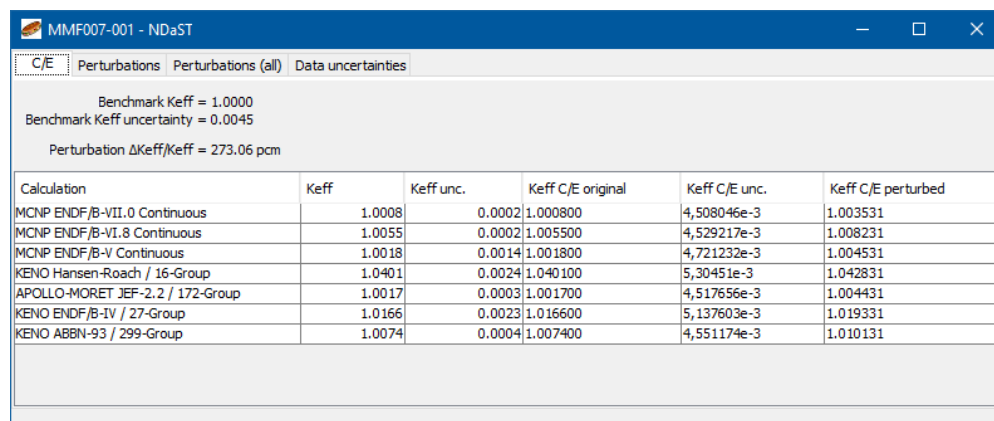 MMF007-001 - NDaST
C/E Perturbations Perturbations (all) Data uncertainties
Benchmark Keff = 1.0000
Benchmark Keff uncertainty = 0.0045
Perturbation ΔKeff/Keff = 273.06 pcm
Calculation Keff Keff unc. Keff C/E original Keff C/E unc. Keff C/E perturbed
MCNP ENDF/B-VII.0 Continuous 1.0008 0.0002 1.000800 4,508046e-3 1.003531
MCNP ENDF/B-VI.8 Continuous 1.0055 0.0002 1.005500 4,529217e-3 1.008231
MCNP ENDF/B-V Continuous 1.0018 0.0014 1.001800 4,721232e-3 1.004531
KENO Hansen-Roach / 16-Group 1.0401 0.0024 1.040100 5,30451e-3 1.042831
APOLLO-MORET JEF-2.2 / 172-Group 1.0017 0.0003 1.001700 4,517656e-3 1.004431
KENO ENDF/B-IV / 27-Group 1.0166 0.0023 1.016600 5,137603e-3 1.019331
KENO ABBN-93 / 299-Group 1.0074 0.0004 1.007400 4,551174e-3 1.010131